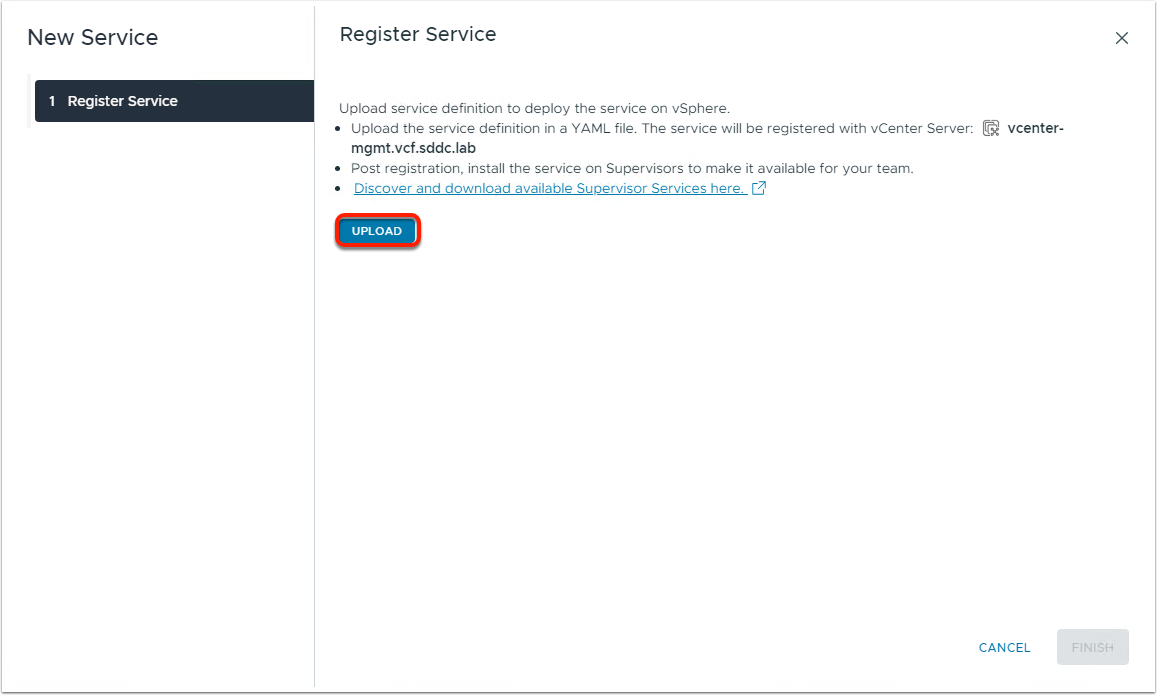 New Service
1 Register Service
Register Service
Upload service definition to deploy the service on vSphere.
• Upload the service definition in a YAML file. The service will be registered with vCenter Server: vcenter-
mgmt.vcf.sddc.lab
• Post registration, install the service on Supervisors to make it available for your team.
• Discover and download available Supervisor Services here.
UPLOAD
CANCEL
FINISH